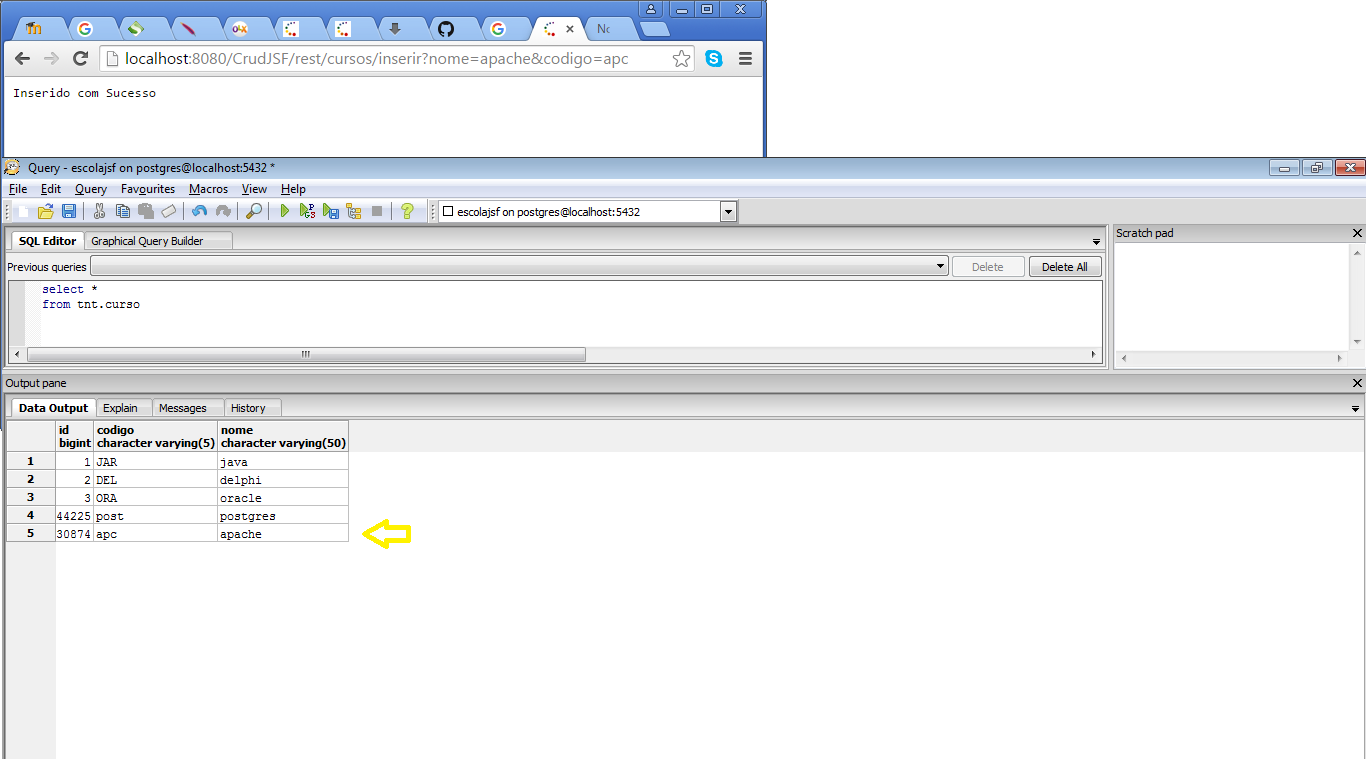 No
localhost:8080/CrudJSF/rest/cursos/inserir?nome=apache&codigo=apc
Inserido com Sucesso
Query - escolajsf on postgres@localhost:5432 *
File Edit Query Favourites Macros View Help
escolajsf on postgres@localhost:5432
SQL Editor Graphical Query Builder
Scratch pad
Previous queries Delete Delete All
select *
from tnt.curso
Output pane
Data Output Explain Messages History
id codigo nome
bigint character varying(5) character varying(50)
1 1 JAR java
2 2 DEL delphi
3 3 ORA oracle
4 44225 post postgres
5 30874 apc apache